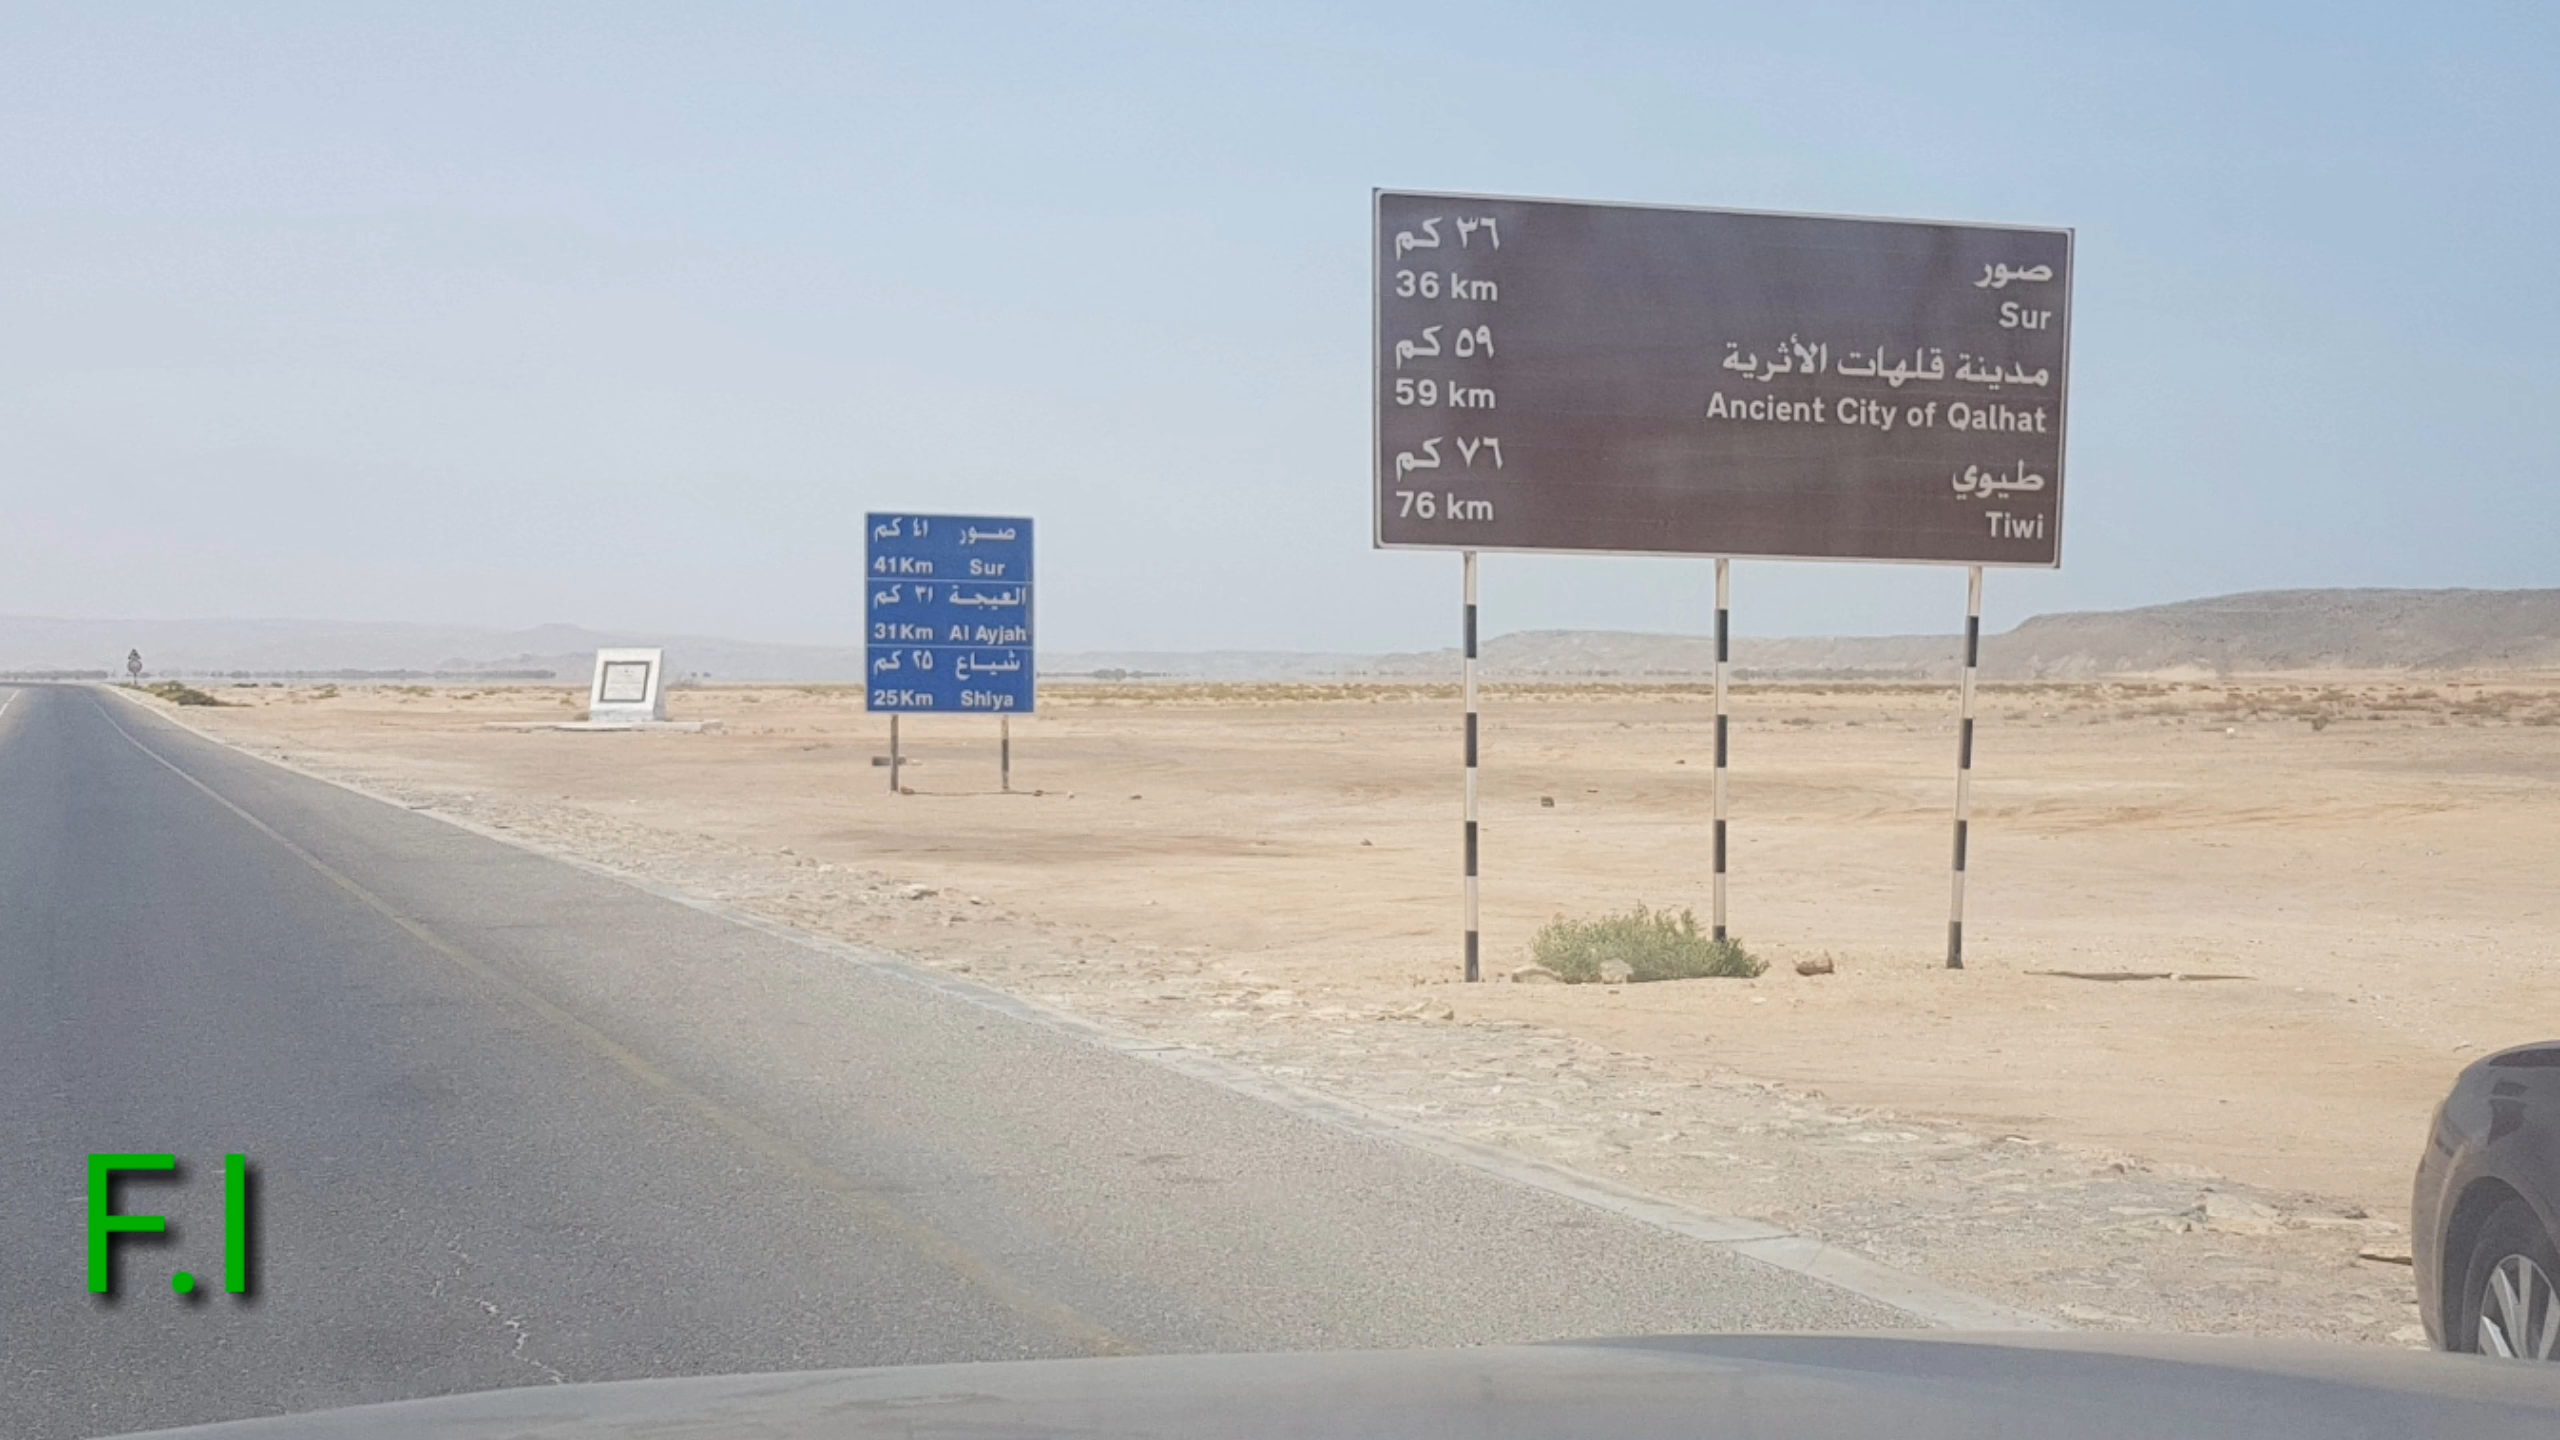 صور ٣٦ كم
Sur 36 km
مدينة قلهات الأثرية ٥٩ كم
Ancient City of Qalhat 59 km
طيوي ٧٦ كم
Tiwi 76 km
صور ٤١ كم
41Km Sur
العيجة ٣١ كم
31Km Al Ayjah
شياع ٢٥ كم
25Km Shiya
F.I